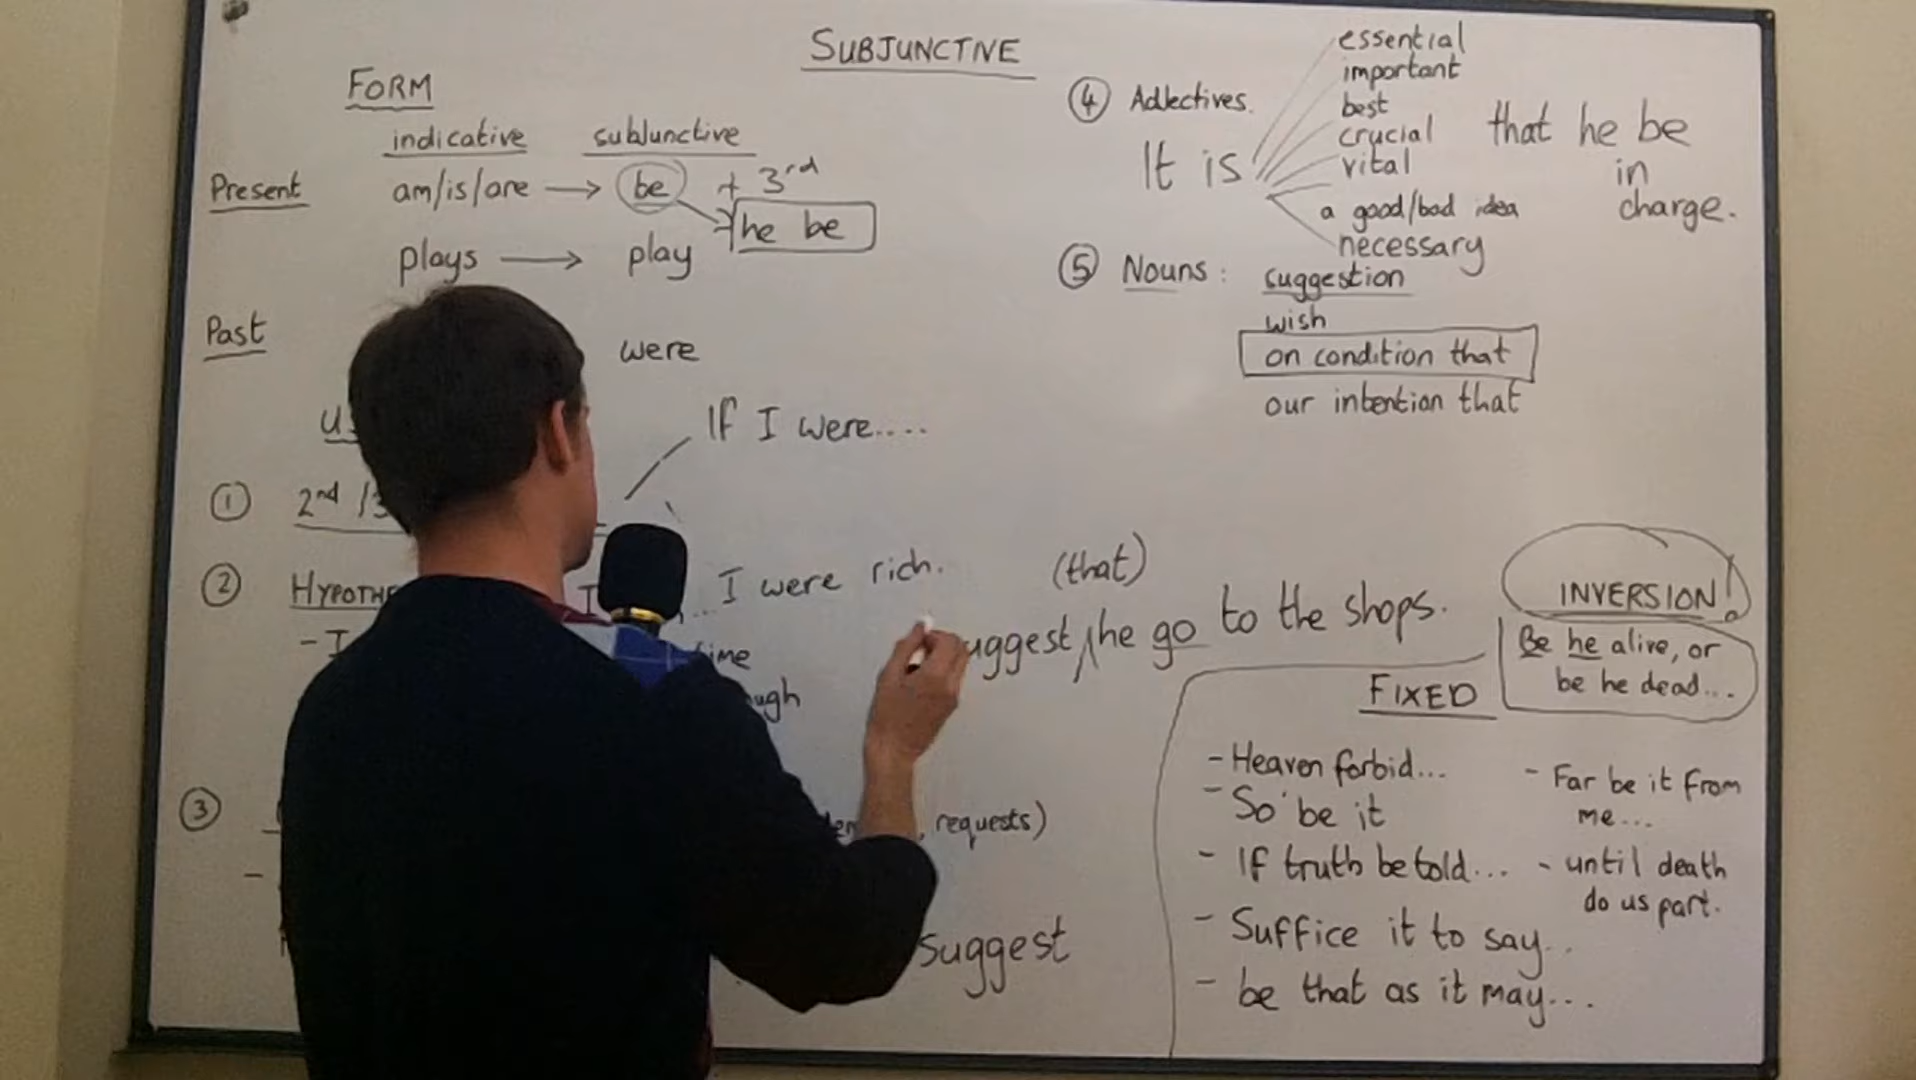 SUBJUNCTIVE
FORM
indicative subjunctive
Present am/is/are → be + 3rd
he be
plays → play
Past were
If I were....
① 2nd
② I were rich.
requests)
suggest
④ Adjectives.
It is
essential
important
best
crucial
vital
a good/bad idea
necessary
that he be
in
charge.
⑤ Nouns: suggestion
wish
on condition that
our intention that
(that)
he go to the shops.
INVERSION!
Be he alive, or
be he dead...
FIXED
- Heaven forbid...
- So be it
- If truth be told...
- Suffice it to say...
- be that as it may...
- Far be it from
me...
- until death
do us part.